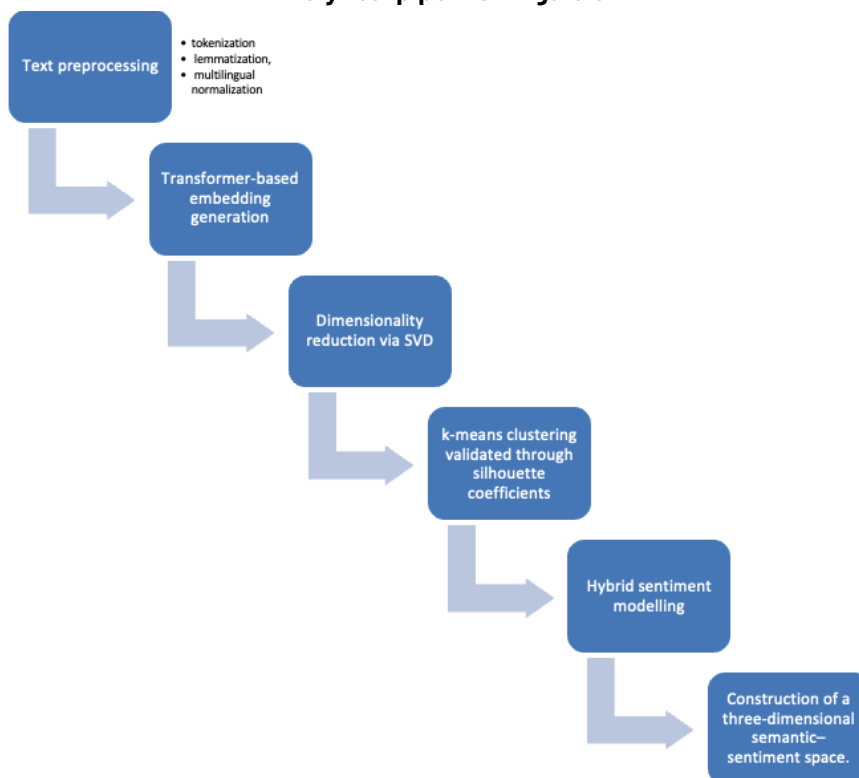 Text preprocessing
• tokenization
• lemmatization,
• multilingual
normalization
Transformer-based
embedding
generation
Dimensionality
reduction via SVD
k-means clustering
validated through
silhouette
coefficients
Hybrid sentiment
modelling
Construction of a
three-dimensional
semantic–
sentiment space.